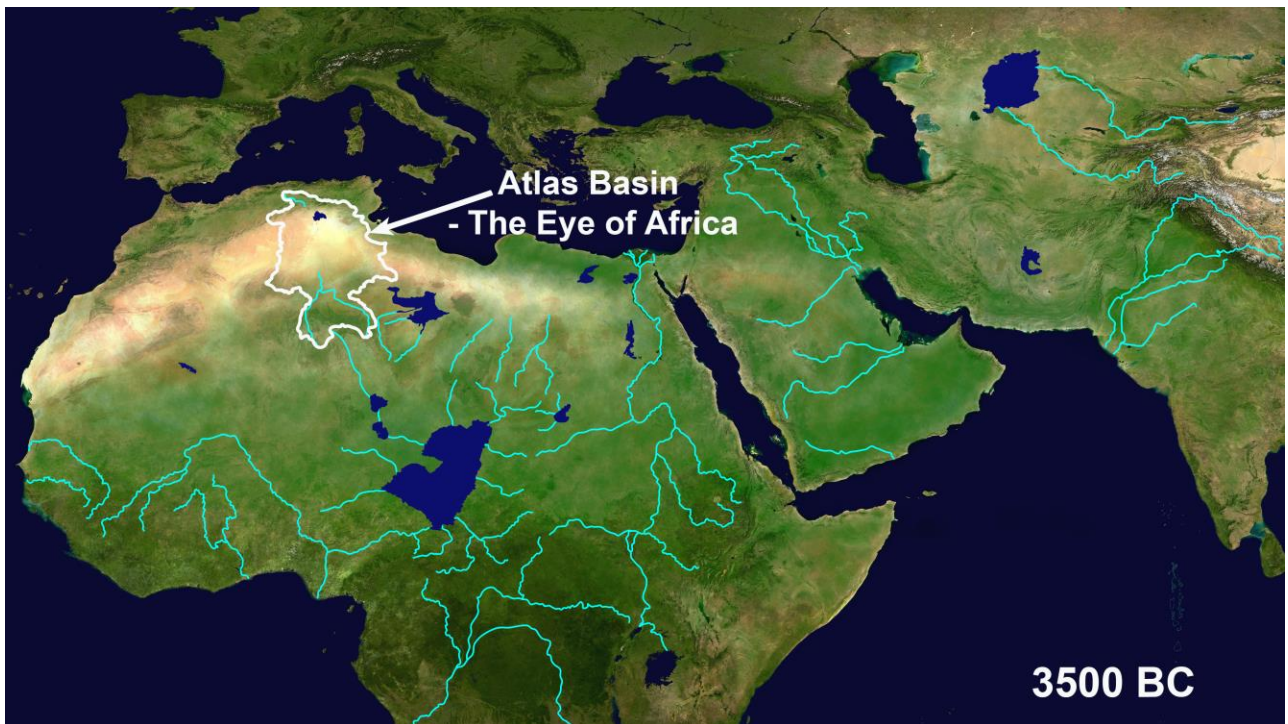 Atlas Basin
- The Eye of Africa
3500 BC